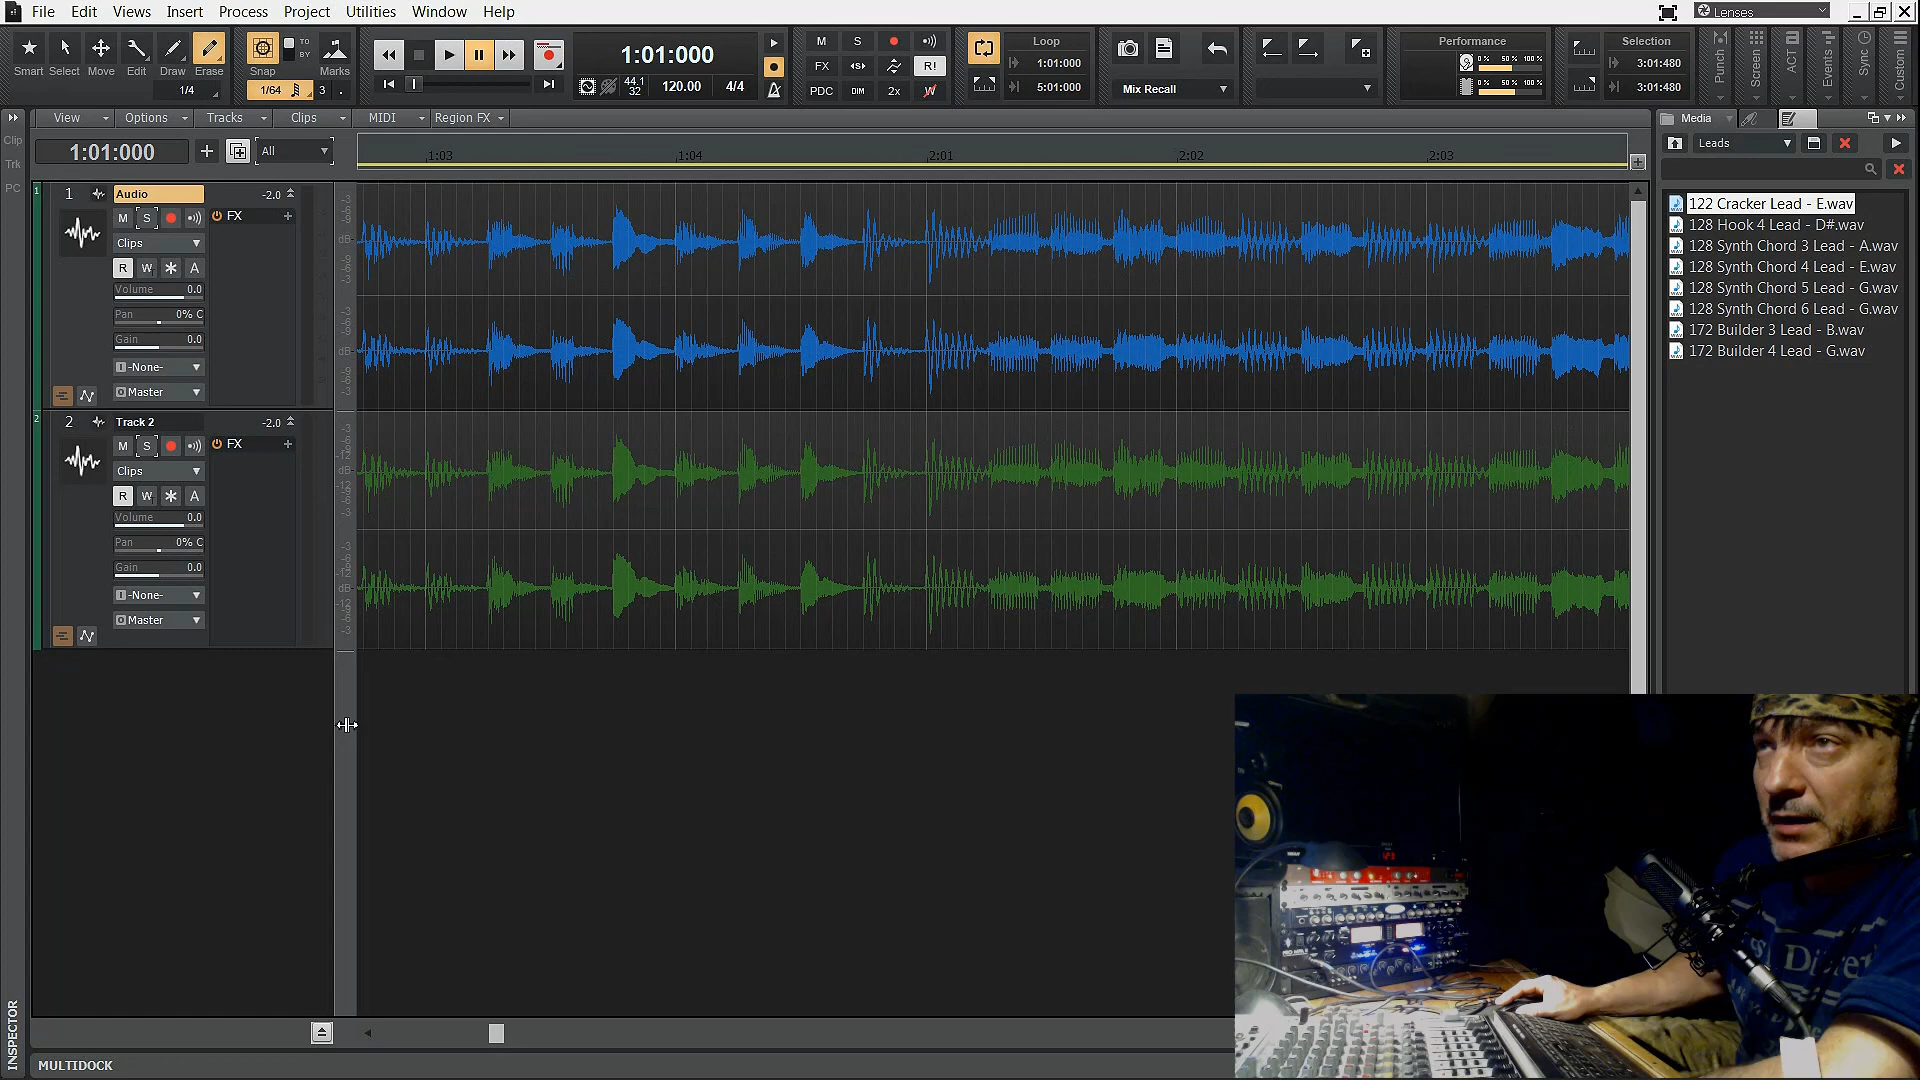 File Edit Views Insert Process Project Utilities Window Help
Lenses
Smart Select Move Edit Draw Erase Snap Marks
TO
BY
1/4
1/64
3
1:01:000
44.1
32
120.00
4/4
M S
FX R!
PDC DIM 2x
Loop
1:01:000
5:01:000
Mix Recall
Performance
0 % 50 % 100 %
0 % 50 % 100 %
Selection
3:01:480
3:01:480
Punch
Screen
ACT
Events
Sync
Custom
View Options Tracks Clips MIDI Region FX
Media
Clip
Trk
PC
1:01:000
All
1:03 1:04 2:01 2:02 2:03
Leads
1 Audio -2.0
M S FX
Clips
R W A
Volume 0.0
Pan 0% C
Gain 0.0
I -None-
O Master
2 Track 2 -2.0
M S FX
Clips
R W A
Volume 0.0
Pan 0% C
Gain 0.0
I -None-
O Master
122 Cracker Lead - E.wav
128 Hook 4 Lead - D#.wav
128 Synth Chord 3 Lead - A.wav
128 Synth Chord 4 Lead - E.wav
128 Synth Chord 5 Lead - G.wav
128 Synth Chord 6 Lead - G.wav
172 Builder 3 Lead - B.wav
172 Builder 4 Lead - G.wav
INSPECTOR
MULTIDOCK